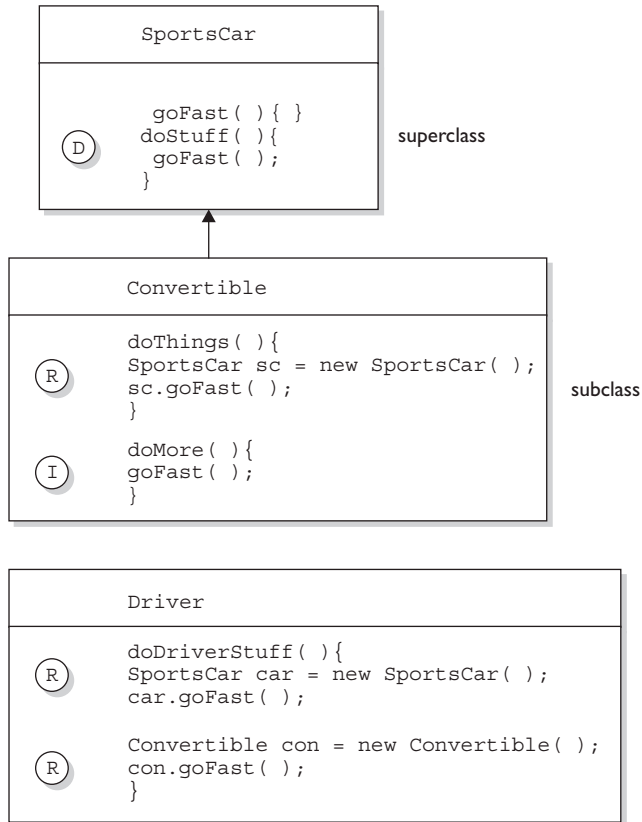 SportsCar
goFast( ){ }
doStuff( ){
D
goFast( );
}
superclass
Convertible
doThings( ){
R
SportsCar sc = new SportsCar( );
sc.goFast( );
}
subclass
doMore( ){
I
goFast( );
}
Driver
doDriverStuff( ){
R
SportsCar car = new SportsCar( );
car.goFast( );
Convertible con = new Convertible( );
R
con.goFast( );
}